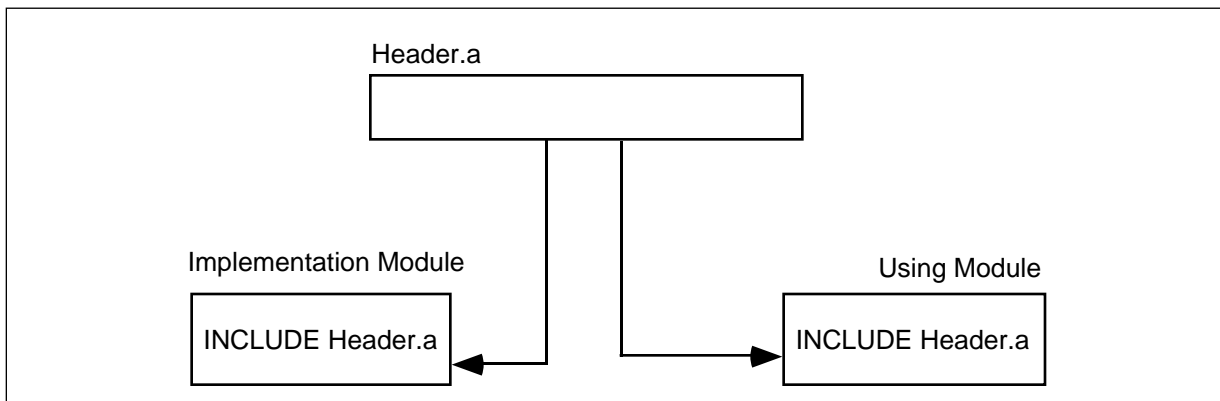 Header.a
Implementation Module
Using Module
INCLUDE Header.a
INCLUDE Header.a